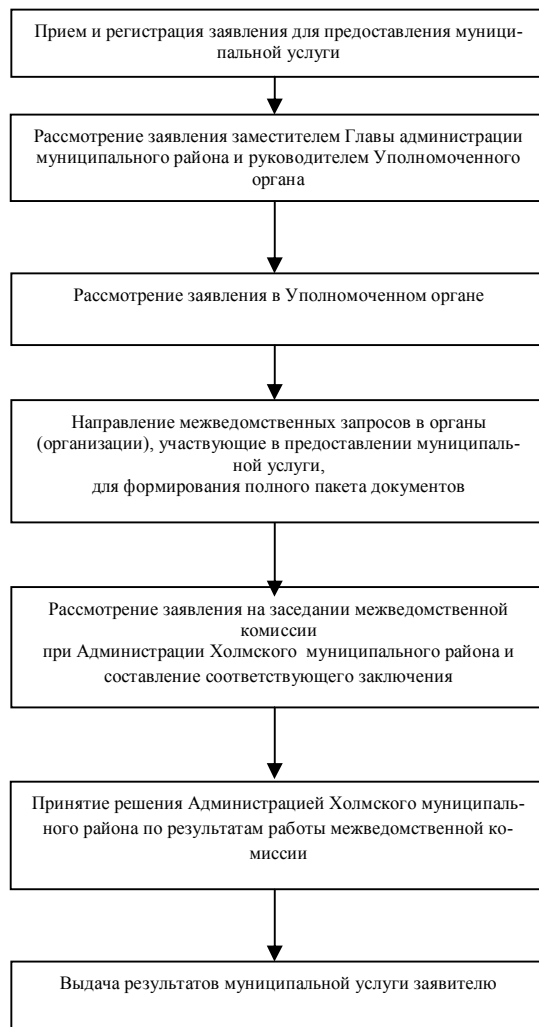 Прием и регистрация заявления для предоставления муници-
пальной услуги
Рассмотрение заявления заместителем Главы администрации
муниципального района и руководителем Уполномоченного
органа
Рассмотрение заявления в Уполномоченном органе
Направление межведомственных запросов в органы
(организации), участвующие в предоставлении муниципаль-
ной услуги,
для формирования полного пакета документов
Рассмотрение заявления на заседании межведомственной
комиссии
при Администрации Холмского муниципального района и
составление соответствующего заключения
Принятие решения Администрацией Холмского муниципаль-
ного района по результатам работы межведомственной ко-
миссии
Выдача результатов муниципальной услуги заявителю